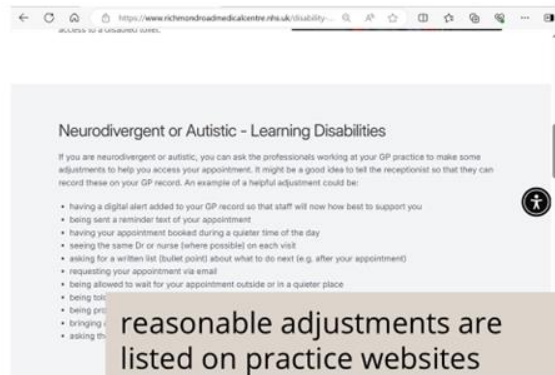 https://www.richmondroadmedicalcentre.nhs.uk/disability-...
access to a disabled toilet.
Neurodivergent or Autistic - Learning Disabilities
If you are neurodivergent or autistic, you can ask the professionals working at your GP practice to make some
adjustments to help you access your appointment. It might be a good idea to tell the receptionist so that they can
record these on your GP record. An example of a helpful adjustment could be:
• having a digital alert added to your GP record so that staff will now how best to support you
• being sent a reminder text of your appointment
• having your appointment booked during a quieter time of the day
• seeing the same Dr or nurse (where possible) on each visit
• asking for a written list (bullet point) about what to do next (e.g. after your appointment)
• requesting your appointment via email
• being allowed to wait for your appointment outside or in a quieter place
• being told
• being pro
• bringing a
• asking th
reasonable adjustments are
listed on practice websites